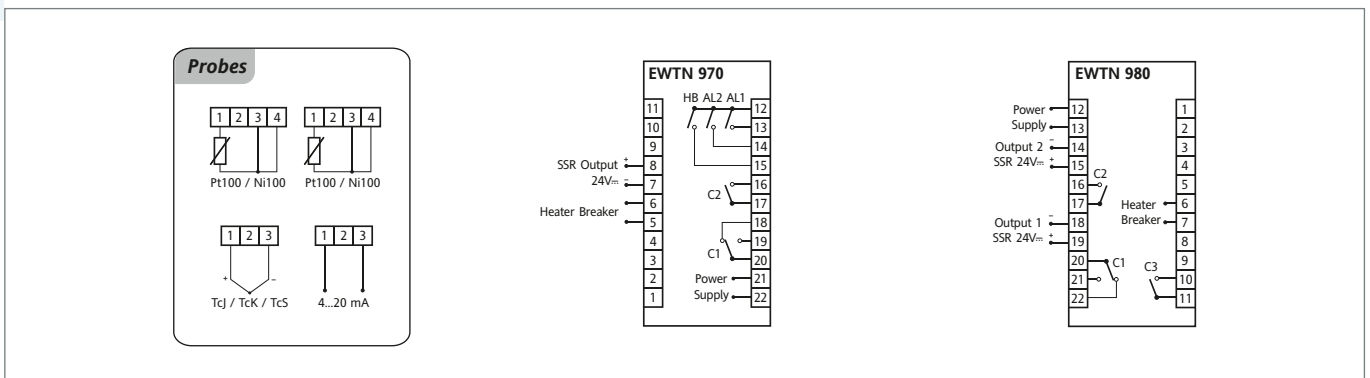 Probes
1 2 3 4
Pt100 / Ni100
1 2 3 4
Pt100 / Ni100
1 2 3
+ −
TcJ / TcK / TcS
1 2 3
4...20 mA
EWTN 970
HB AL2 AL1
11
10
9
8
7
6
5
4
3
2
1
SSR Output +
24V⎓ −
Heater Breaker
12
13
14
15
16
17
18
19
20
21
22
C2
C1
Power
Supply
EWTN 980
Power
Supply
Output 2 −
SSR 24V⎓ +
Output 1 −
SSR 24V⎓ +
12
13
14
15
16
17
18
19
20
21
22
C2
C1
Heater
Breaker
C3
1
2
3
4
5
6
7
8
9
10
11